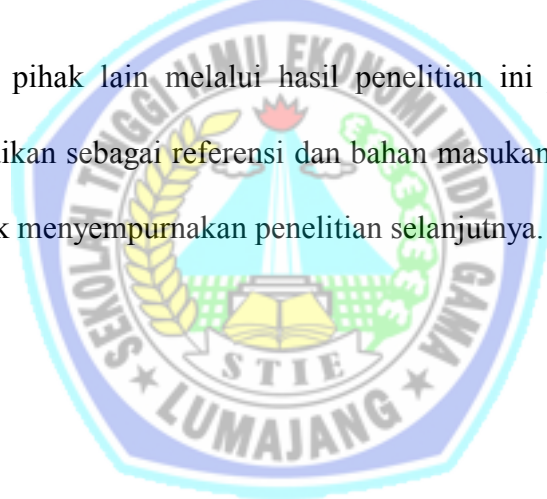 pihak lain melalui hasil penelitian ini
ikan sebagai referensi dan bahan masukan
k menyempurnakan penelitian selanjutnya.
SEKOLAH TINGGI ILMU EKONOMI WIDYA GAMA
STIE
LUMAJANG